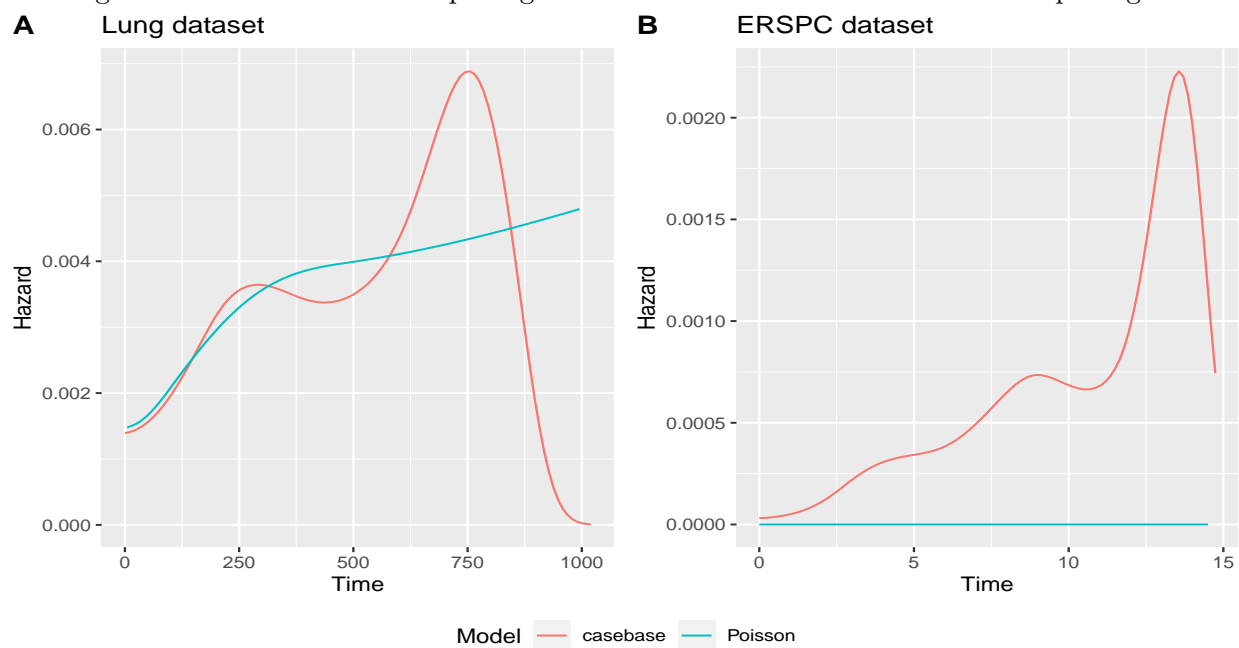 A Lung dataset
0.006
0.004
0.002
0.000
Hazard
0 250 500 750 1000
Time
B ERSPC dataset
0.0020
0.0015
0.0010
0.0005
0.0000
Hazard
0 5 10 15
Time
Model casebase Poisson